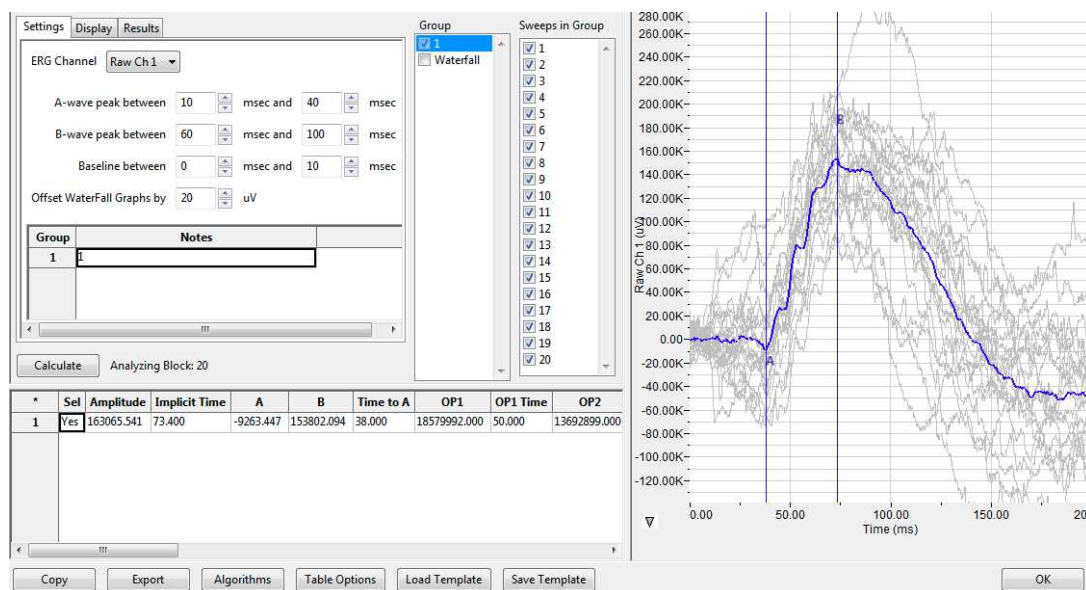 Settings Display Results
ERG Channel Raw Ch 1
A-wave peak between 10 msec and 40 msec
B-wave peak between 60 msec and 100 msec
Baseline between 0 msec and 10 msec
Offset WaterFall Graphs by 20 uV
Group Notes
1 1
Calculate Analyzing Block: 20
Group
1
Waterfall
Sweeps in Group
1
2
3
4
5
6
7
8
9
10
11
12
13
14
15
16
17
18
19
20
* Sel Amplitude Implicit Time A B Time to A OP1 OP1 Time OP2
1 Yes 163065.541 73.400 -9263.447 153802.094 38.000 18579992.000 50.000 13692899.000
280.00K
260.00K
240.00K
220.00K
200.00K
180.00K
160.00K
140.00K
120.00K
100.00K
80.00K
60.00K
40.00K
20.00K
0.00
-20.00K
-40.00K
-60.00K
-80.00K
-100.00K
-120.00K
Raw Ch 1 (uV)
B
A
0.00 50.00 100.00 150.00 20
Time (ms)
Copy Export Algorithms Table Options Load Template Save Template OK